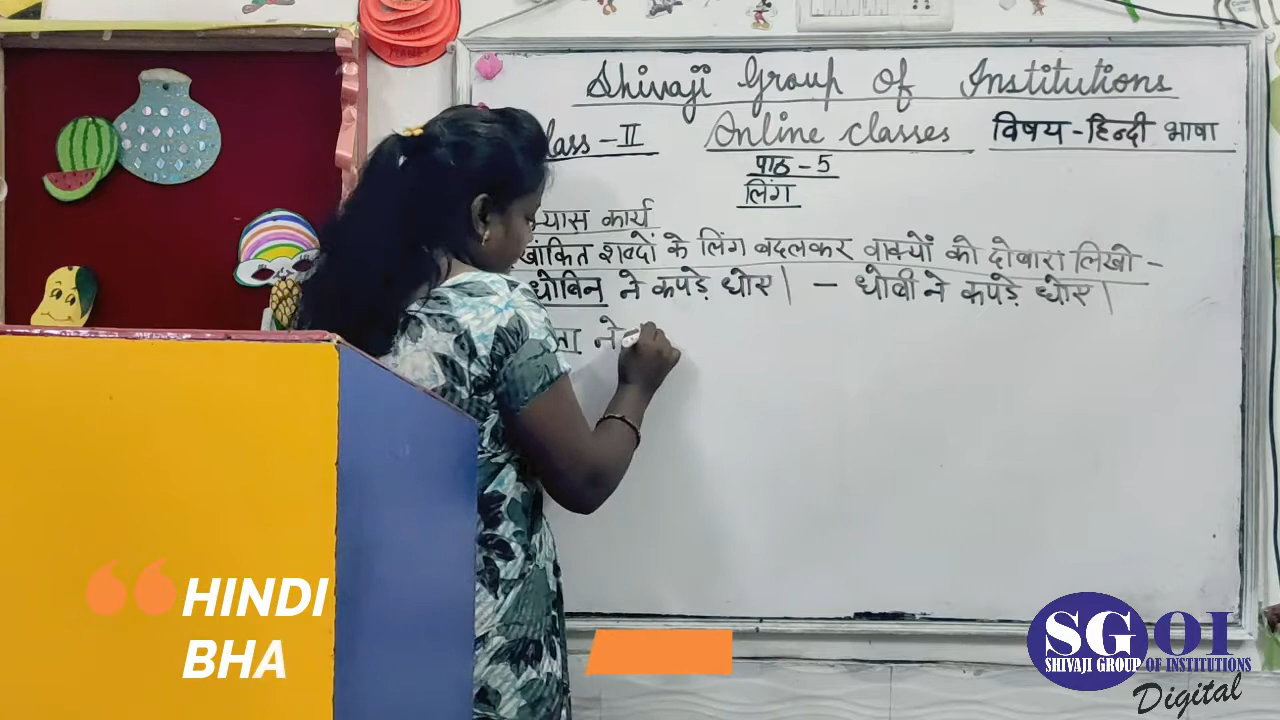 Shivaji Group Of Institutions
lass - II Online classes विषय - हिन्दी भाषा
पाठ - 5
लिंग
भ्यास कार्य
खांकित शब्दों के लिंग बदलकर वाक्यों को दोबारा लिखो -
धोबिन ने कपड़े धोए। - धोबी ने कपड़े धोए।
ता ने
HINDI
BHA
SGOI
SHIVAJI GROUP OF INSTITUTIONS
Digital